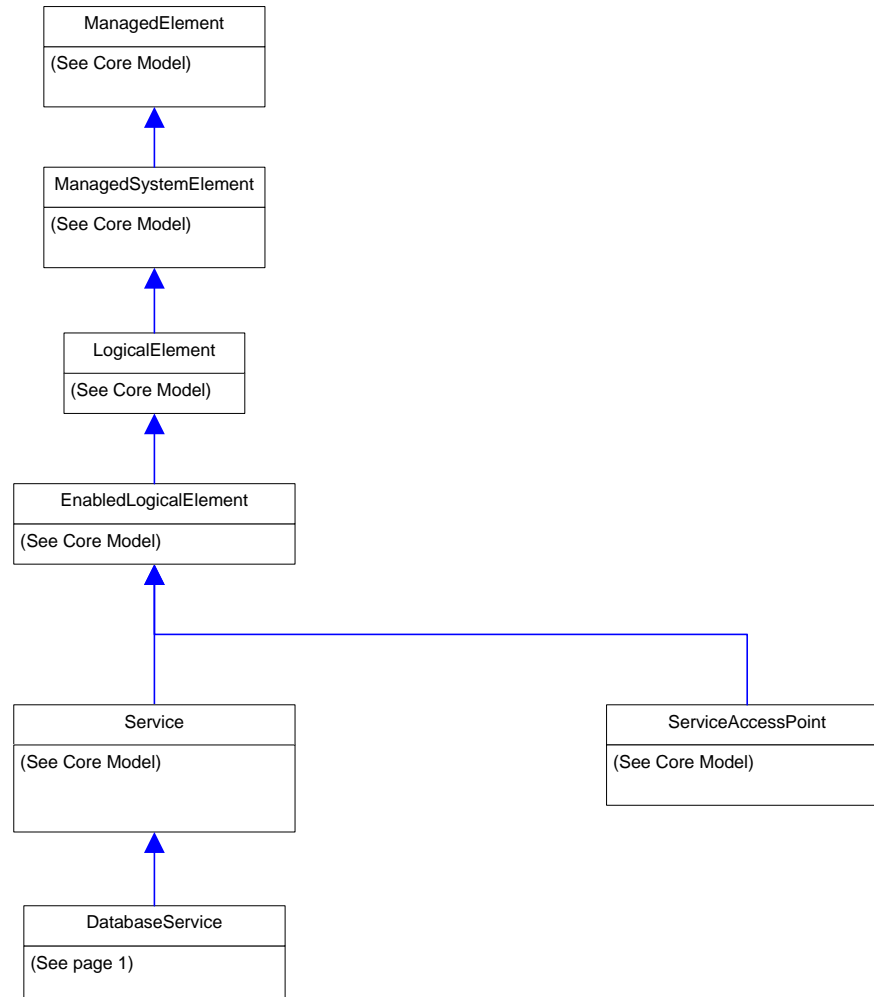 ManagedElement
(See Core Model)
ManagedSystemElement
(See Core Model)
LogicalElement
(See Core Model)
EnabledLogicalElement
(See Core Model)
Service
(See Core Model)
ServiceAccessPoint
(See Core Model)
DatabaseService
(See page 1)